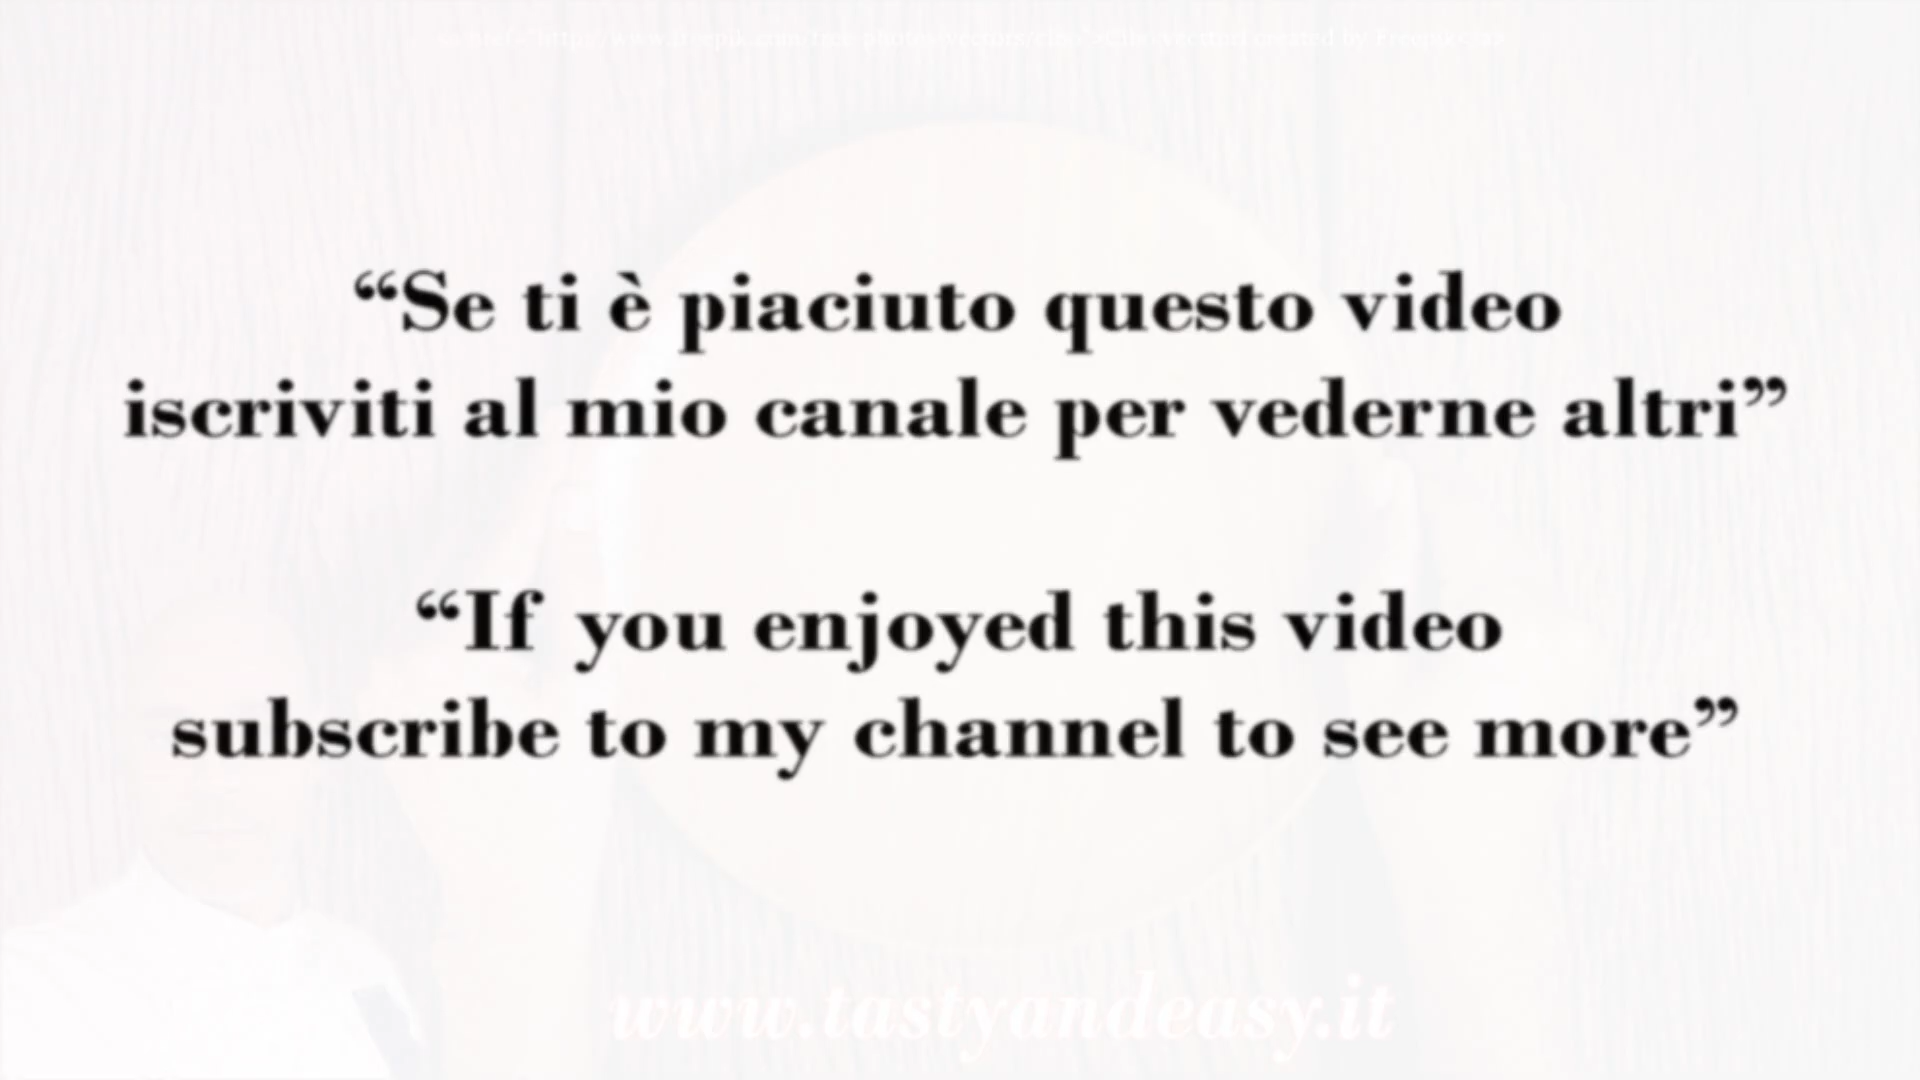 “Se ti è piaciuto questo video
iscriviti al mio canale per vederne altri”
“If you enjoyed this video
subscribe to my channel to see more”
www.tastyandeasy.it